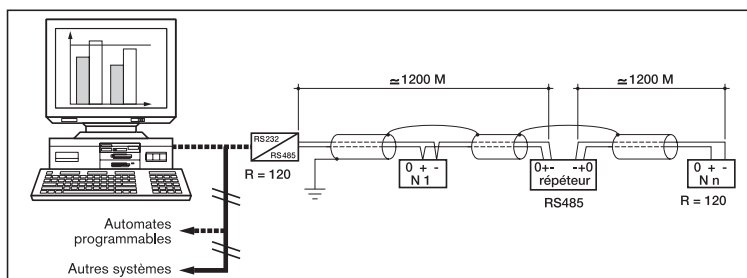 ≃1200 M
≃1200 M
RS232
RS485
R = 120
0 + -
N 1
0+- -+0
répéteur
RS485
0 + -
N n
R = 120
Automates
programmables
Autres systèmes